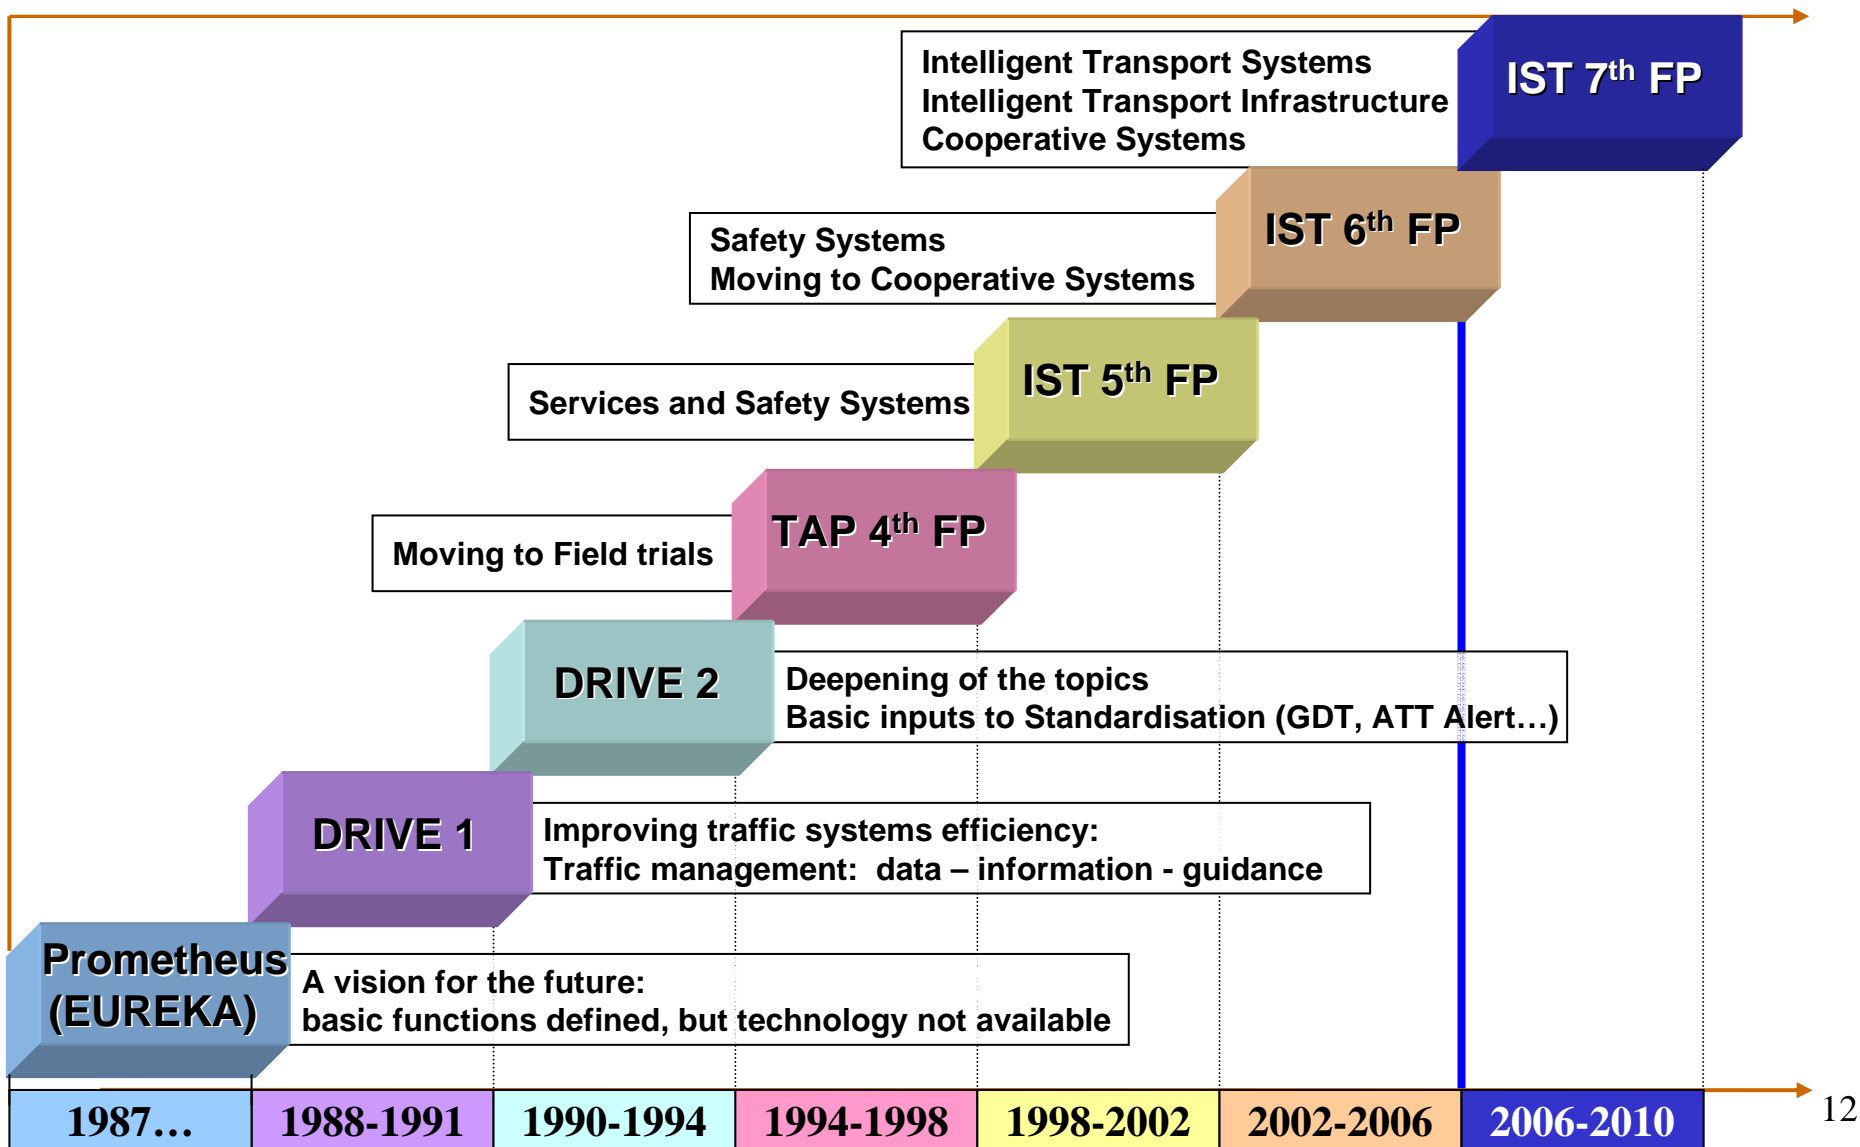 Intelligent Transport Systems
Intelligent Transport Infrastructure
Cooperative Systems
IST 7th FP
Safety Systems
Moving to Cooperative Systems
IST 6th FP
Services and Safety Systems
IST 5th FP
Moving to Field trials
TAP 4th FP
DRIVE 2
Deepening of the topics
Basic inputs to Standardisation (GDT, ATT Alert…)
DRIVE 1
Improving traffic systems efficiency:
Traffic management:  data – information - guidance
Prometheus
(EUREKA)
A vision for the future:
basic functions defined, but technology not available
1987… 1988-1991 1990-1994 1994-1998 1998-2002 2002-2006 2006-2010
12